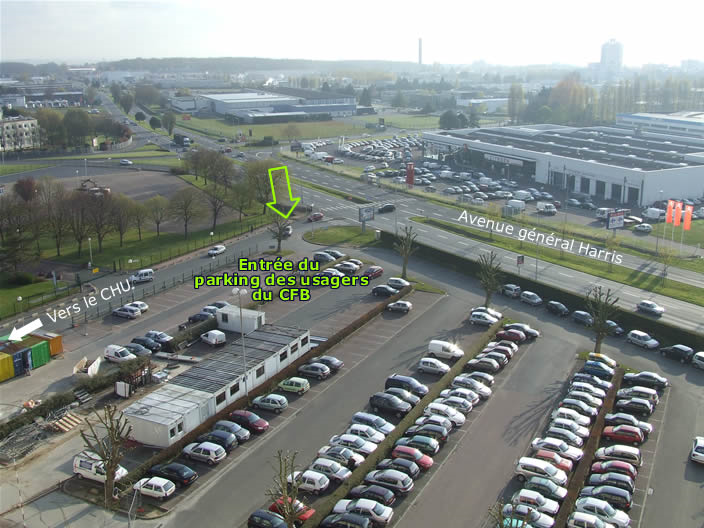 Avenue général Harris
Entrée du
parking des usagers
du CFB
Vers le CHU